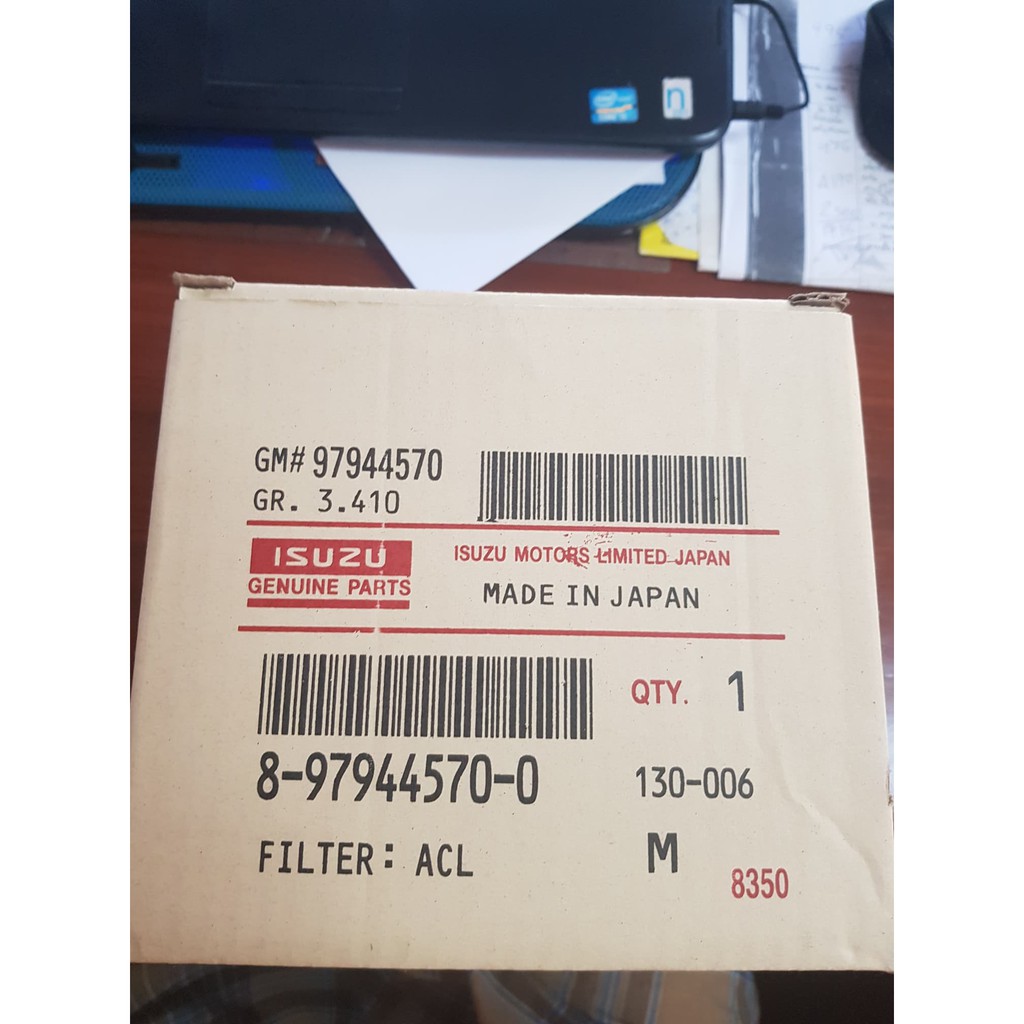 intel
n
GM# 97944570
GR. 3.410
ISUZU
GENUINE PARTS
ISUZU MOTORS LIMITED JAPAN
MADE IN JAPAN
QTY. 1
8-97944570-0
130-006
FILTER: ACL
M
8350